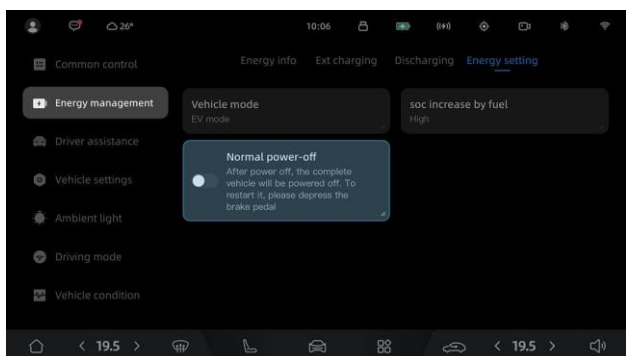 26°
10:06
Common control
Energy info Ext charging Discharging Energy setting
Energy management
Vehicle mode
EV mode
soc increase by fuel
High
Driver assistance
Normal power-off
After power off, the complete
vehicle will be powered off. To
restart it, please depress the
brake pedal
Vehicle settings
Ambient light
Driving mode
Vehicle condition
< 19.5 >
< 19.5 >